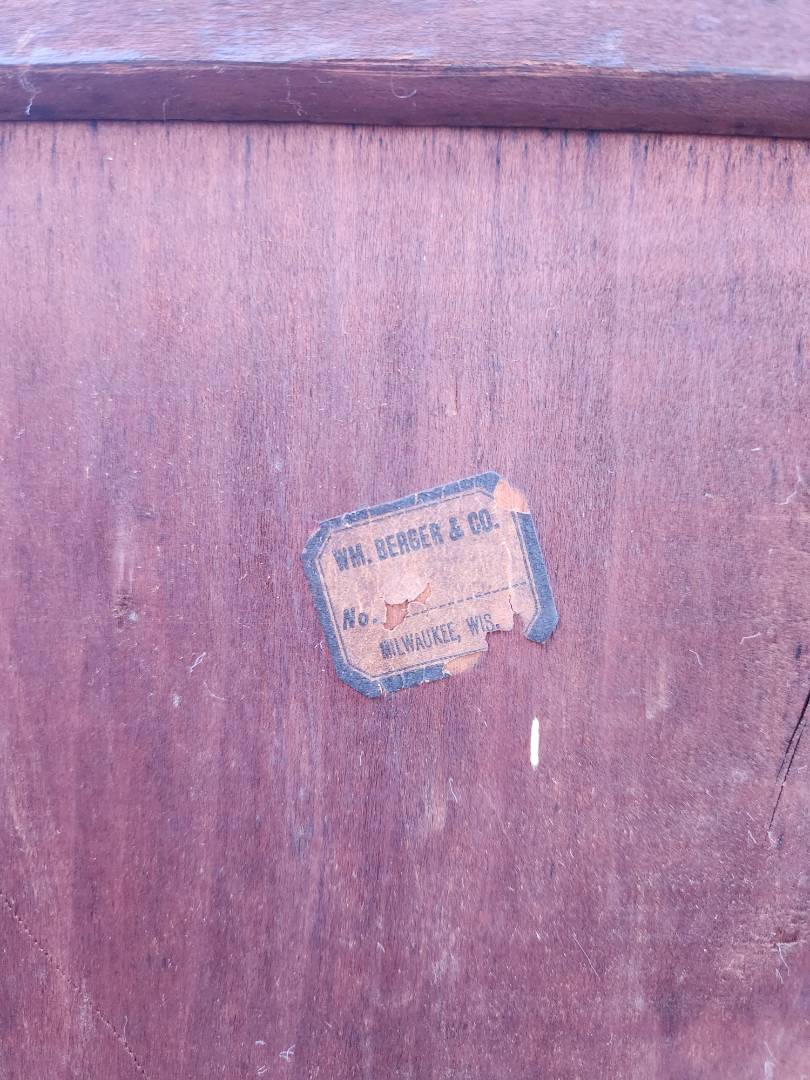 WM. BERGER & CO.
No.
MILWAUKEE, WIS.